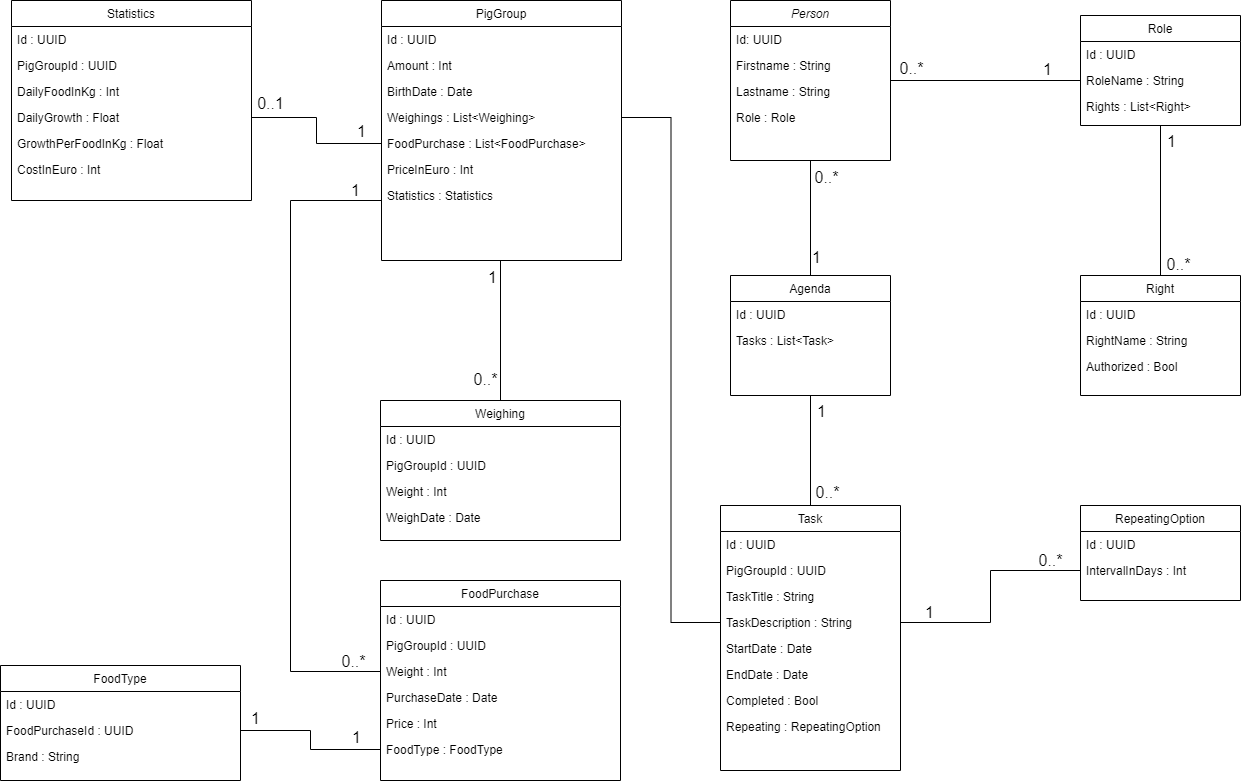 Statistics
Id : UUID
PigGroupId : UUID
DailyFoodInKg : Int
DailyGrowth : Float
GrowthPerFoodInKg : Float
CostInEuro : Int
0..1
1
PigGroup
Id : UUID
Amount : Int
BirthDate : Date
Weighings : List<Weighing>
FoodPurchase : List<FoodPurchase>
PriceInEuro : Int
Statistics : Statistics
1
1
0..*
Person
Id: UUID
Firstname : String
Lastname : String
Role : Role
0..*
1
Role
Id : UUID
RoleName : String
Rights : List<Right>
1
0..*
0..*
1
Agenda
Id : UUID
Tasks : List<Task>
1
0..*
Right
Id : UUID
RightName : String
Authorized : Bool
Weighing
Id : UUID
PigGroupId : UUID
Weight : Int
WeighDate : Date
Task
Id : UUID
PigGroupId : UUID
TaskTitle : String
TaskDescription : String
StartDate : Date
EndDate : Date
Completed : Bool
Repeating : RepeatingOption
1
0..*
RepeatingOption
Id : UUID
IntervalInDays : Int
FoodPurchase
Id : UUID
PigGroupId : UUID
Weight : Int
PurchaseDate : Date
Price : Int
FoodType : FoodType
0..*
1
1
FoodType
Id : UUID
FoodPurchaseId : UUID
Brand : String